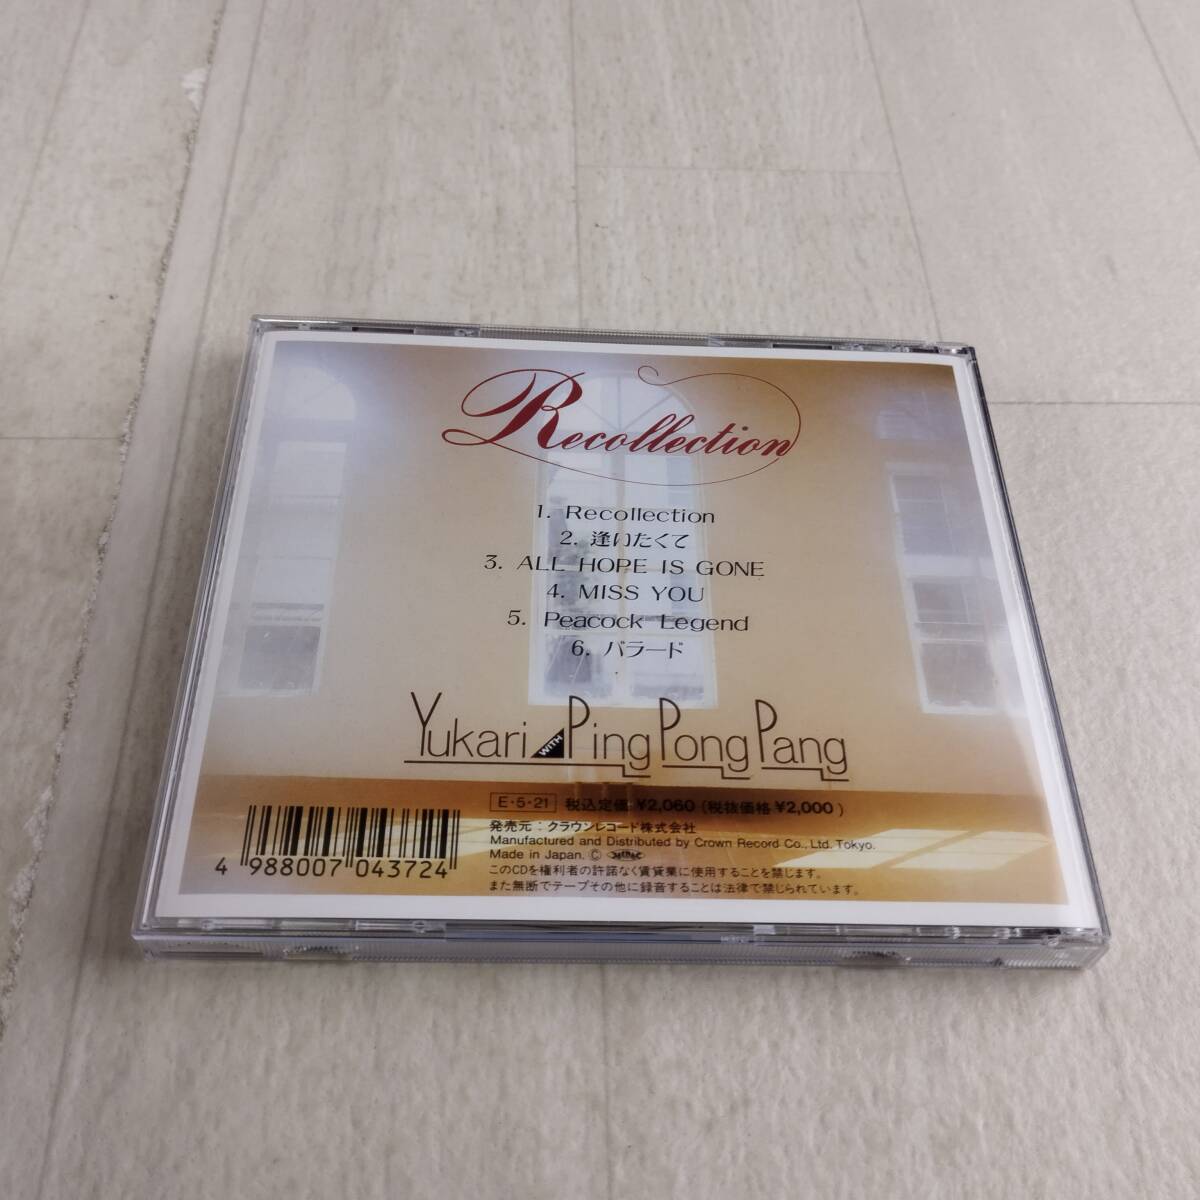 Recollection
1. Recollection
2. 逢いたくて
3. ALL HOPE IS GONE
4. MISS YOU
5. Peacock Legend
6. バラード
Yukari WITH Ping Pong Pang
E・5・21 税込定価 ¥2,060 (税抜価格 ¥2,000)
発売元：クラウンレコード株式会社
Manufactured and Distributed by Crown Record Co., Ltd. Tokyo.
Made in Japan. Ⓒ
このCDを権利者の許諾なく賃貸業に使用することを禁じます。
また無断でテープその他に録音することは法律で禁じられています。
4 988007 043724